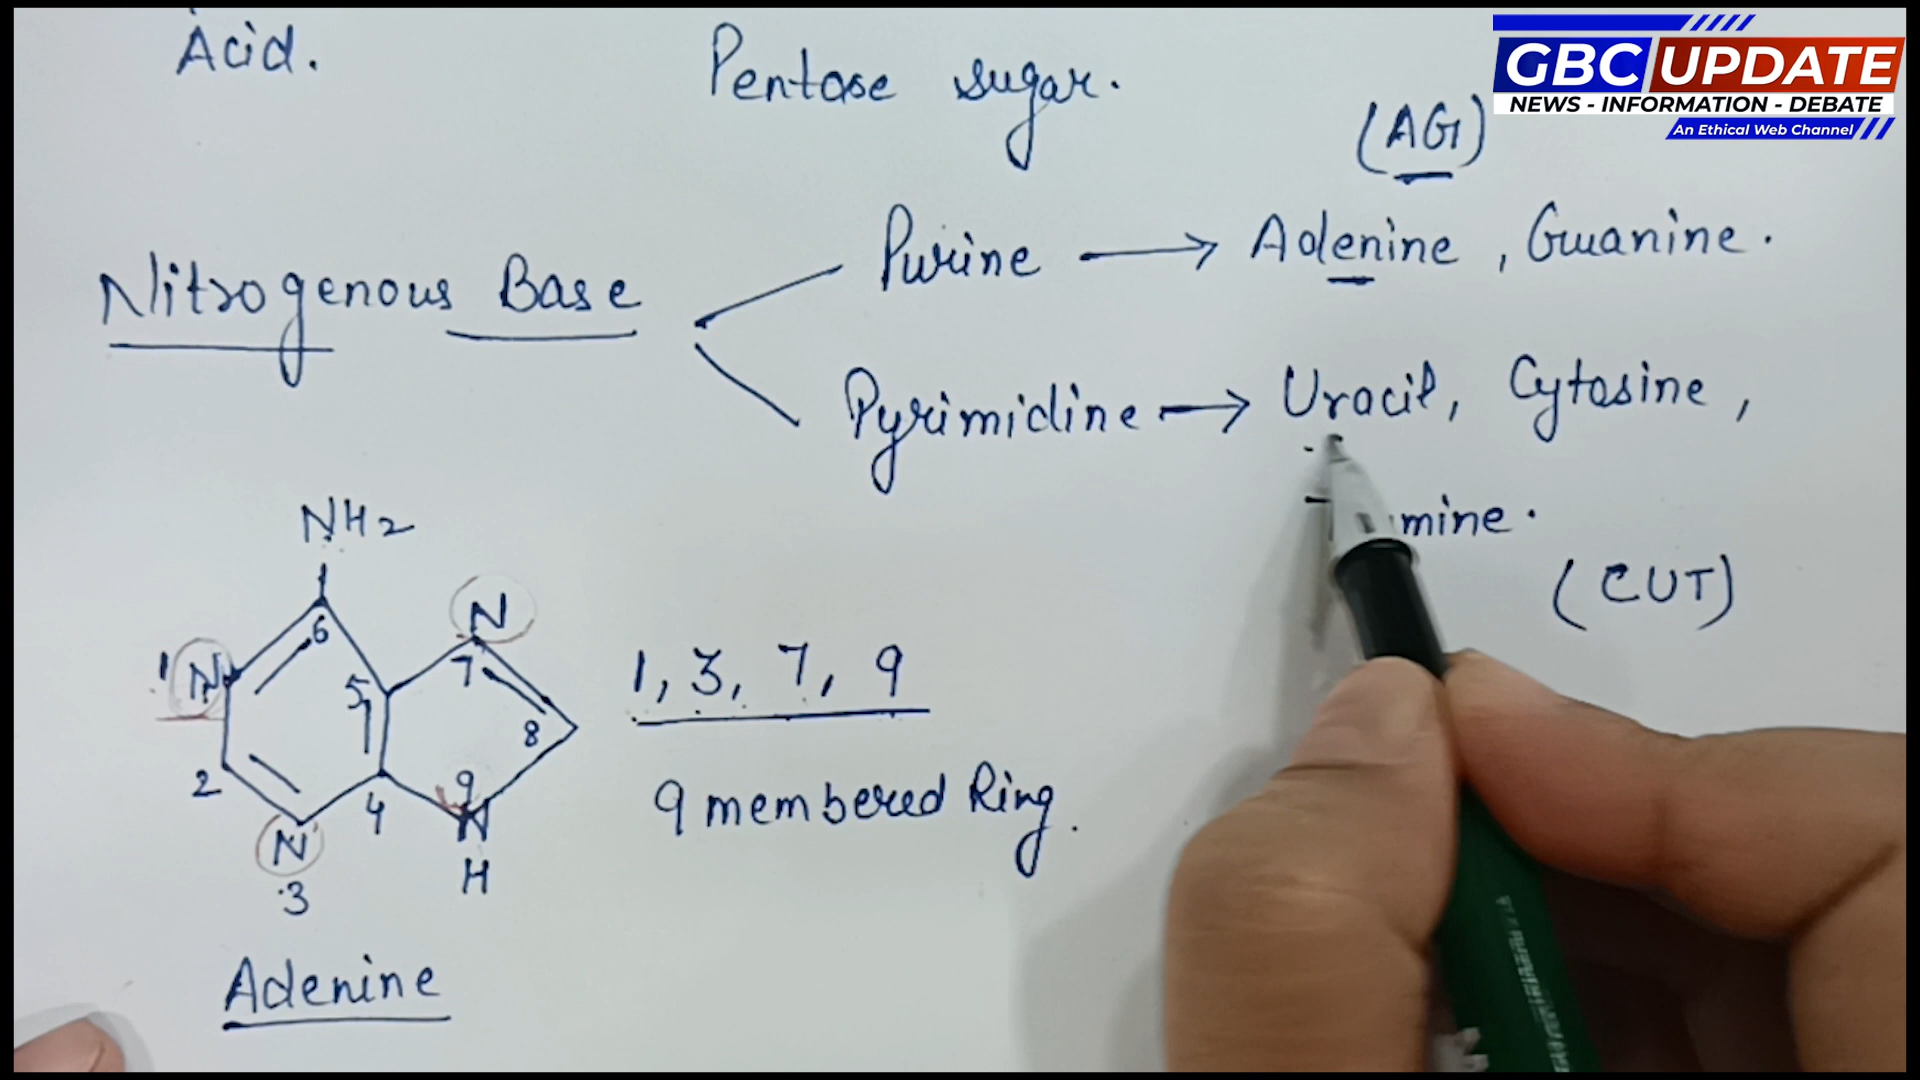 Acid.
Pentose sugar.
GBC UPDATE
NEWS - INFORMATION - DEBATE
An Ethical Web Channel
(AG)
Nitrogenous Base
Purine → Adenine, Guanine.
Pyrimidine → Uracil, Cytosine,
mine.
(CUT)
NH2
6
N
1 N
5
7
1, 3, 7, 9
8
2
9
4
N
N
H
3
9 membered Ring.
Adenine